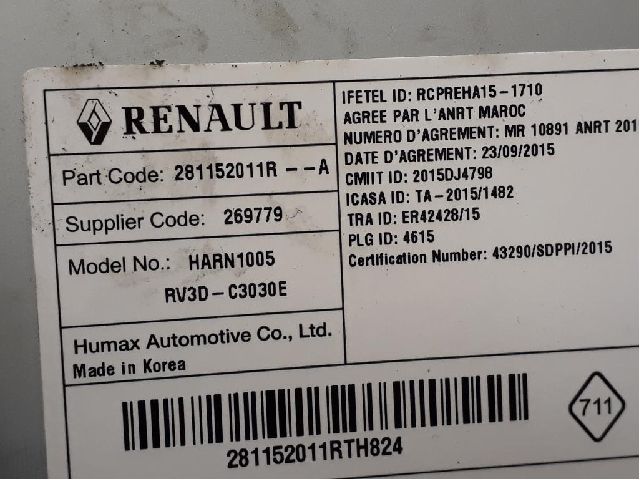 RENAULT
Part Code: 281152011R --A
Supplier Code: 269779
Model No.: HARN1005
RV3D-C3030E
Humax Automotive Co., Ltd.
Made in Korea
IFETEL ID: RCPREHA15-1710
AGREE PAR L'ANRT MAROC
NUMERO D'AGREMENT: MR 10891 ANRT 201
DATE D'AGREMENT: 23/09/2015
CMIIT ID: 2015DJ4798
ICASA ID: TA-2015/1482
TRA ID: ER42428/15
PLG ID: 4615
Certification Number: 43290/SDPPI/2015
281152011RTH824
711